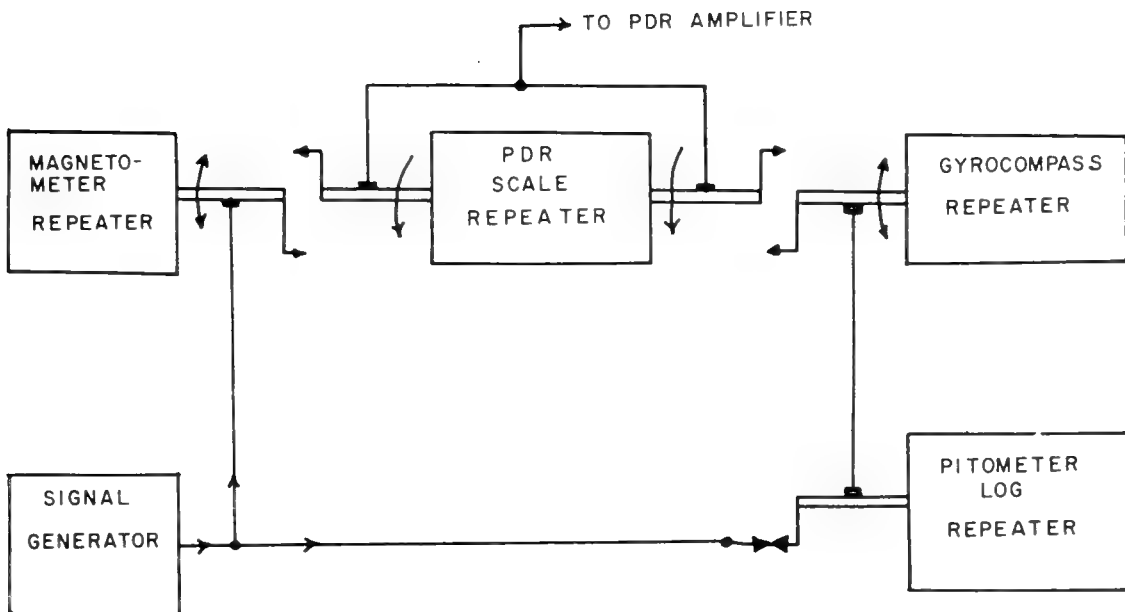 TO PDR AMPLIFIER
MAGNETO-
METER
REPEATER
PDR
SCALE
REPEATER
GYROCOMPASS
REPEATER
SIGNAL
GENERATOR
PITOMETER
LOG
REPEATER